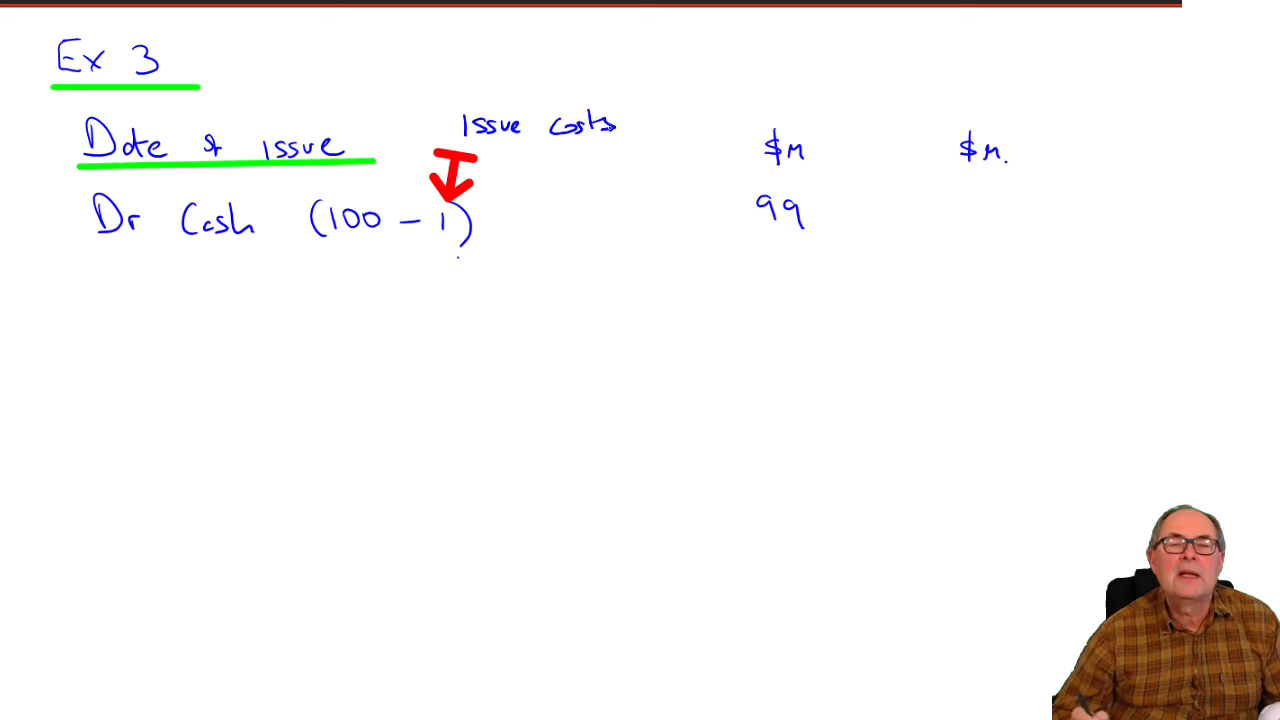 Ex 3
Issue costs
Date of issue $m $m.
Dr Cash (100 - 1) 99